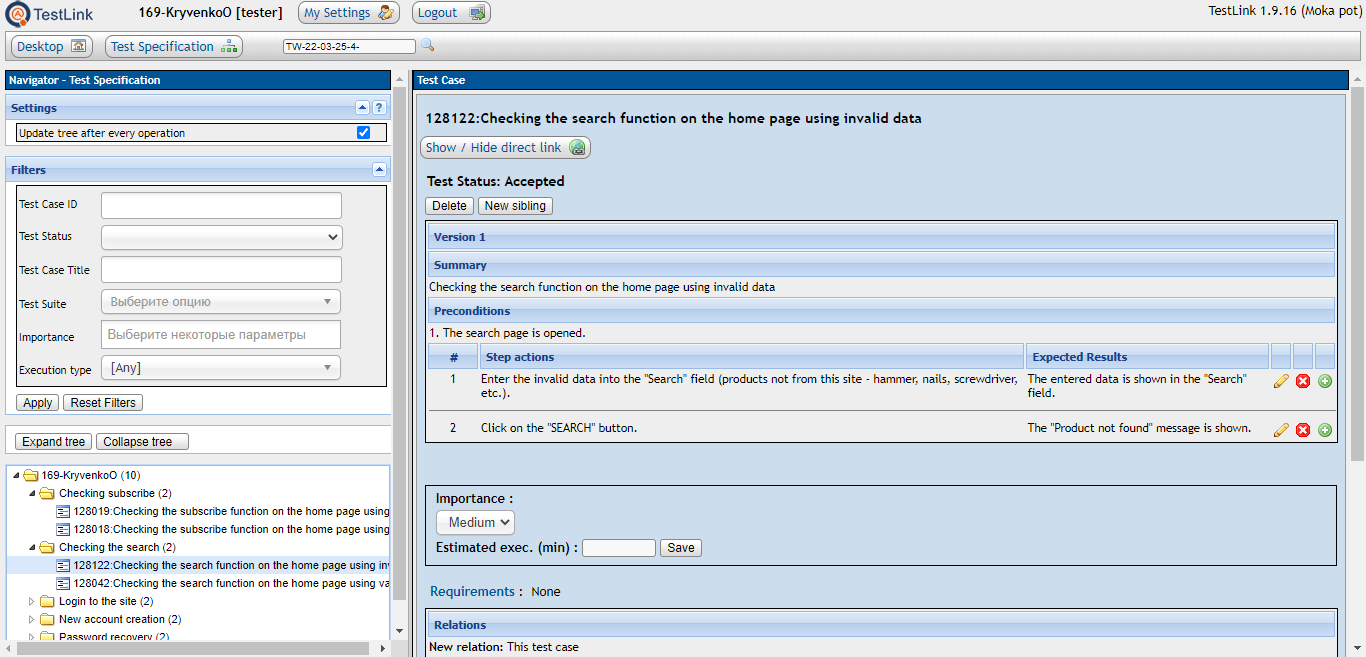 TestLink 169-KryvenkoO [tester] My Settings Logout TestLink 1.9.16 (Moka pot)
Desktop Test Specification TW-22-03-25-4-
Navigator - Test Specification
Settings ?
Update tree after every operation
Filters
Test Case ID
Test Status
Test Case Title
Test Suite Выберите опцию
Importance Выберите некоторые параметры
Execution type [Any]
Apply Reset Filters
Expand tree Collapse tree
169-KryvenkoO (10)
Checking subscribe (2)
128019:Checking the subscribe function on the home page using
128018:Checking the subscribe function on the home page using
Checking the search (2)
128122:Checking the search function on the home page using in
128042:Checking the search function on the home page using va
Login to the site (2)
New account creation (2)
Password recovery (2)
Test Case
128122:Checking the search function on the home page using invalid data
Show / Hide direct link
Test Status: Accepted
Delete New sibling
Version 1
Summary
Checking the search function on the home page using invalid data
Preconditions
1. The search page is opened.
# Step actions Expected Results
1 Enter the invalid data into the "Search" field (products not from this site - hammer, nails, screwdriver, The entered data is shown in the "Search"
etc.). field.
2 Click on the "SEARCH" button. The "Product not found" message is shown.
Importance :
Medium
Estimated exec. (min) : Save
Requirements : None
Relations
New relation: This test case